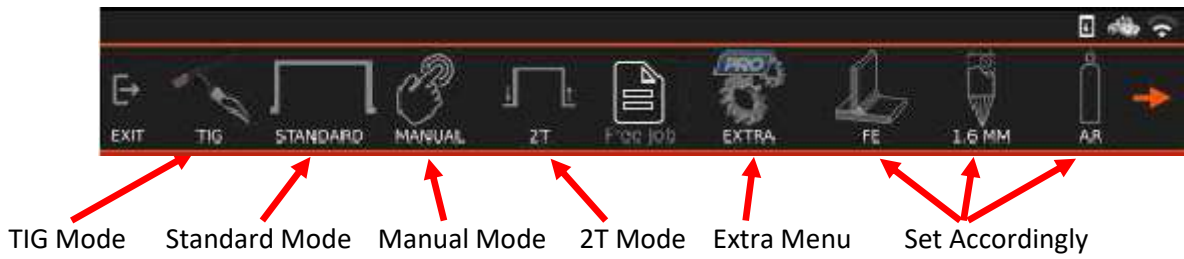 PRO
EXIT TIG STANDARD MANUAL 2T Free Job EXTRA FE 1.6 MM AR
TIG Mode Standard Mode Manual Mode 2T Mode Extra Menu Set Accordingly